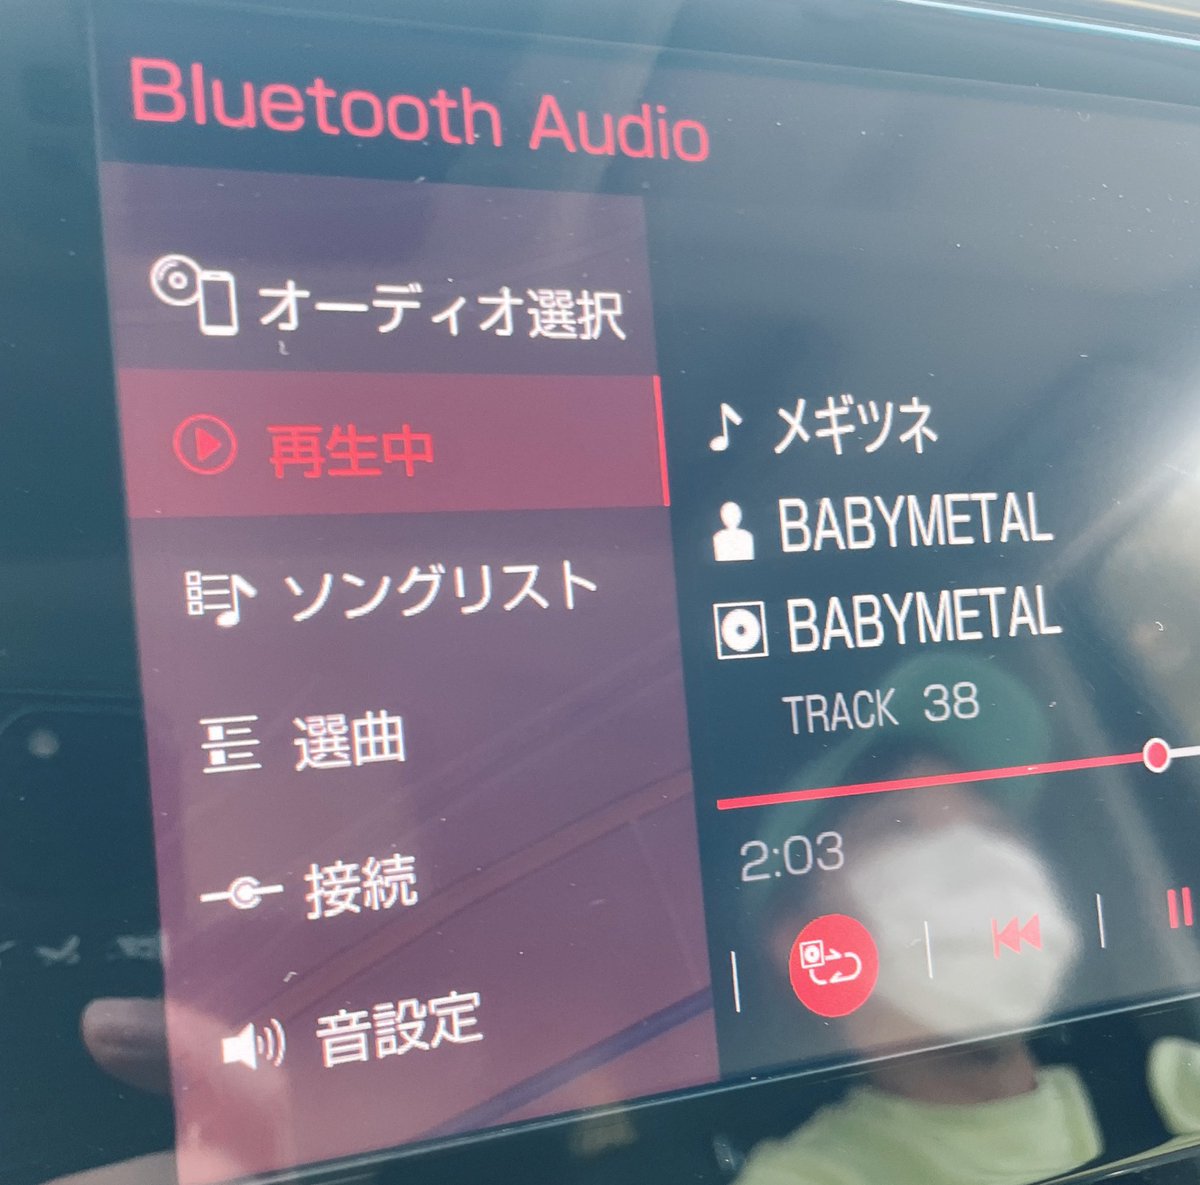 Bluetooth Audio
オーディオ選択
再生中
ソングリスト
選曲
接続
音設定
メギツネ
BABYMETAL
BABYMETAL
TRACK 38
2:03